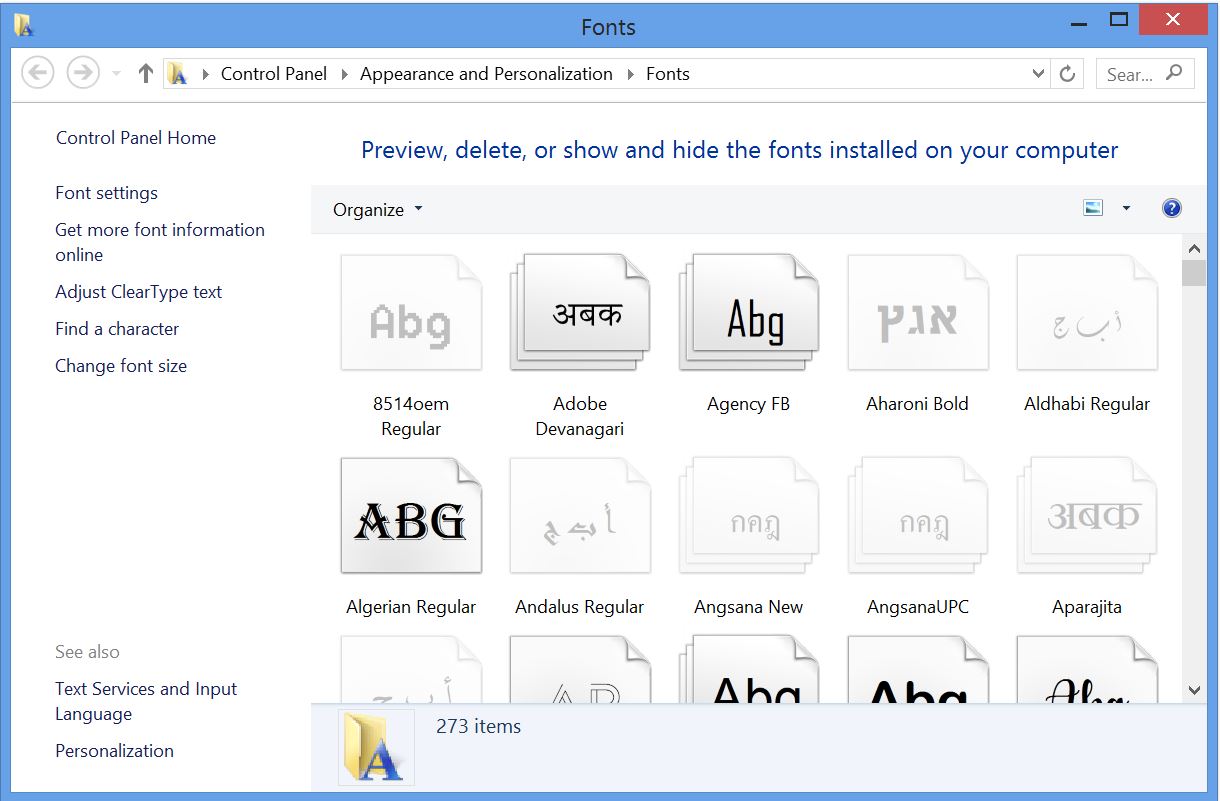 Fonts
Control Panel
Appearance and Personalization
Fonts
Sear...
Control Panel Home
Font settings
Get more font information
online
Adjust ClearType text
Find a character
Change font size
See also
Text Services and Input
Language
Personalization
Preview, delete, or show and hide the fonts installed on your computer
Organize
Abg
अबक
Abg
אגץ
أب ج
8514oem
Regular
Adobe
Devanagari
Agency FB
Aharoni Bold
Aldhabi Regular
ABG
أ ب ج
กคฎ
กคฎ
अबक
Algerian Regular
Andalus Regular
Angsana New
AngsanaUPC
Aparajita
أ ب ج
Abg
Abg
Abg
273 items